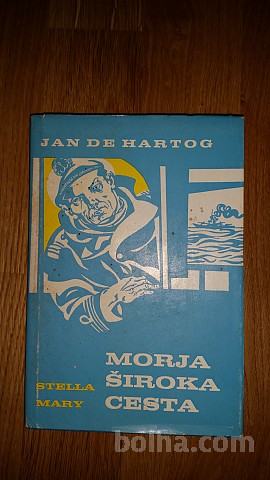 JAN DE HARTOG
STELLA
MARY
MORJA
ŠIROKA
CESTA
bolha.com